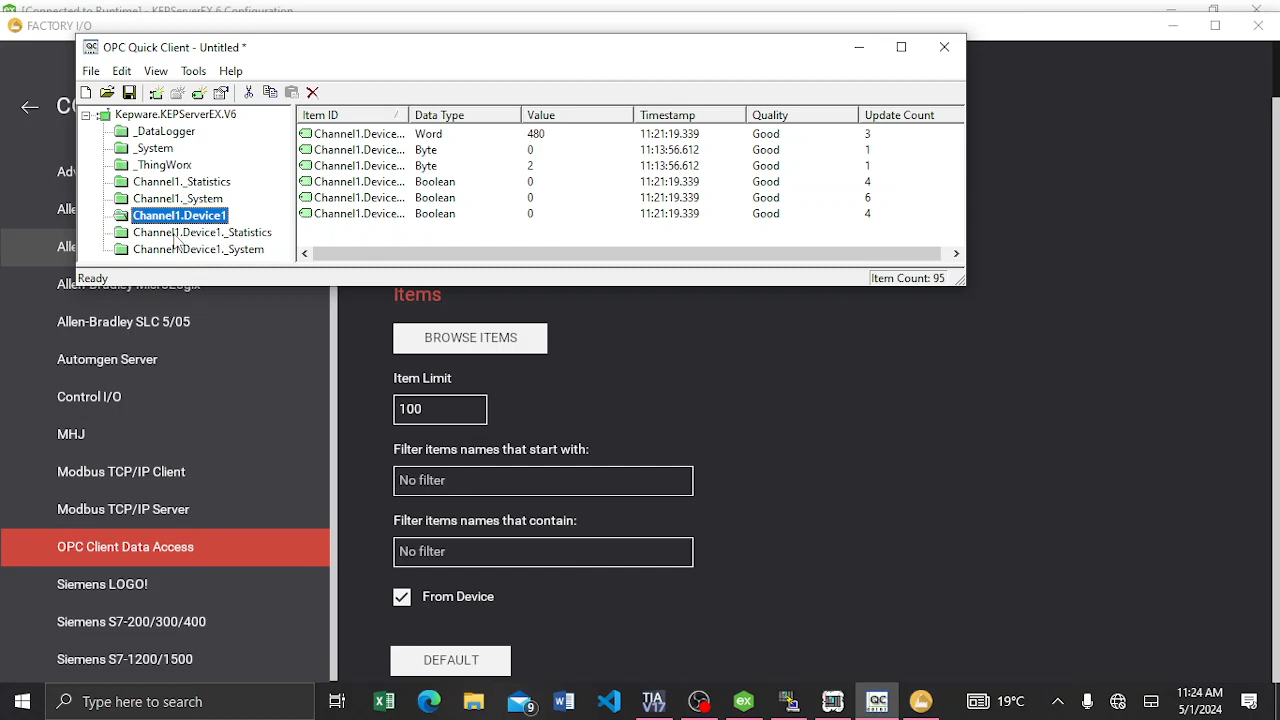 [Connected to Runtime] - KEPServerEX 6 Configuration
FACTORY I/O
OPC Quick Client - Untitled *
File Edit View Tools Help
Kepware.KEPServerEX.V6
_DataLogger
_System
_ThingWorx
Channel1._Statistics
Channel1._System
Channel1.Device1
Channel1.Device1._Statistics
Channel1.Device1._System
Item ID / Data Type Value Timestamp Quality Update Count
Channel1.Device... Word 480 11:21:19.339 Good 3
Channel1.Device... Byte 0 11:13:56.612 Good 1
Channel1.Device... Byte 2 11:13:56.612 Good 1
Channel1.Device... Boolean 0 11:21:19.339 Good 4
Channel1.Device... Boolean 0 11:21:19.339 Good 6
Channel1.Device... Boolean 0 11:21:19.339 Good 4
Ready
Item Count: 95
Allen-Bradley MicroLogix
Allen-Bradley SLC 5/05
Automgen Server
Control I/O
MHJ
Modbus TCP/IP Client
Modbus TCP/IP Server
OPC Client Data Access
Siemens LOGO!
Siemens S7-200/300/400
Siemens S7-1200/1500
Items
BROWSE ITEMS
Item Limit
100
Filter items names that start with:
No filter
Filter items names that contain:
No filter
From Device
DEFAULT
Type here to search
9
TIA
V17
19°C
11:24 AM
5/1/2024